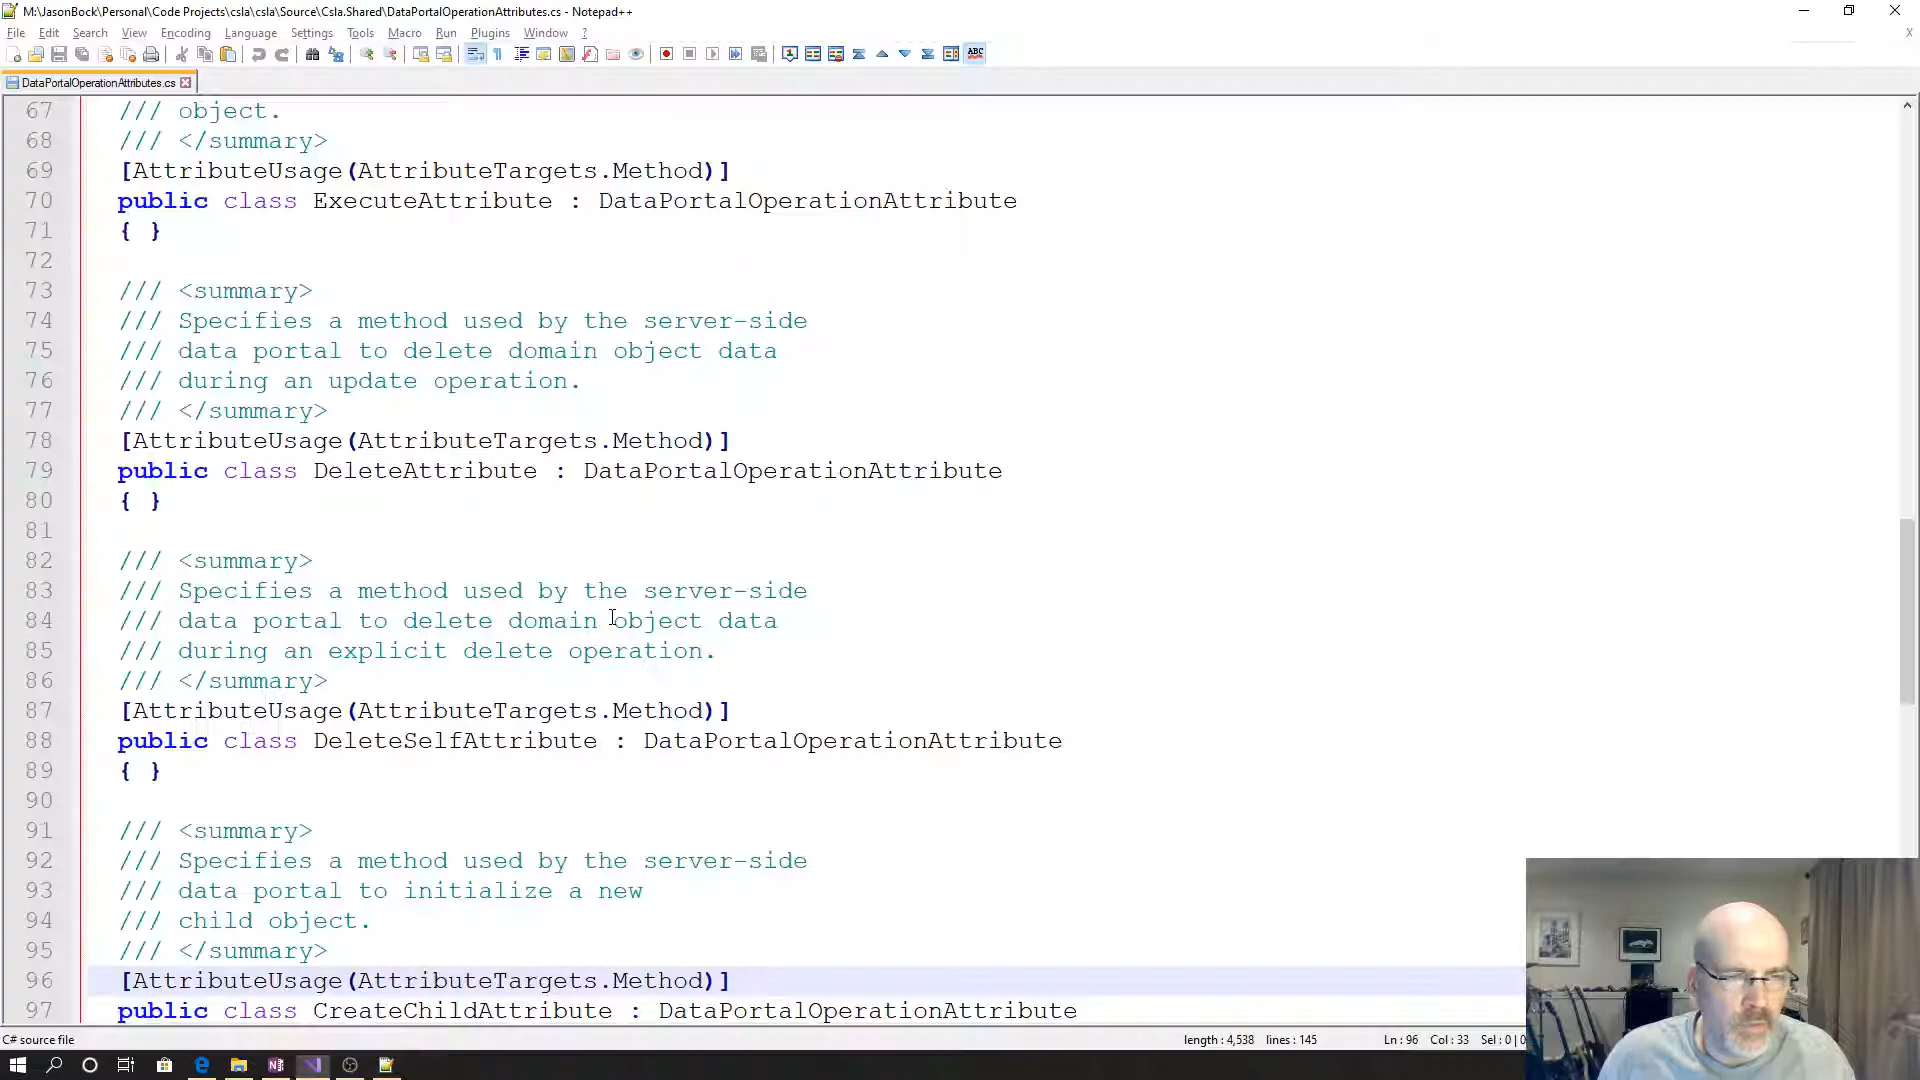 M:\JasonBock\Personal\Code Projects\csla\csla\Source\Csla.Shared\DataPortalOperationAttributes.cs - Notepad++
File Edit Search View Encoding Language Settings Tools Macro Run Plugins Window ?
ABC
DataPortalOperationAttributes.cs
67 /// object.
68 /// </summary>
69 [AttributeUsage(AttributeTargets.Method)]
70 public class ExecuteAttribute : DataPortalOperationAttribute
71 { }
72
73 /// <summary>
74 /// Specifies a method used by the server-side
75 /// data portal to delete domain object data
76 /// during an update operation.
77 /// </summary>
78 [AttributeUsage(AttributeTargets.Method)]
79 public class DeleteAttribute : DataPortalOperationAttribute
80 { }
81
82 /// <summary>
83 /// Specifies a method used by the server-side
84 /// data portal to delete domain object data
85 /// during an explicit delete operation.
86 /// </summary>
87 [AttributeUsage(AttributeTargets.Method)]
88 public class DeleteSelfAttribute : DataPortalOperationAttribute
89 { }
90
91 /// <summary>
92 /// Specifies a method used by the server-side
93 /// data portal to initialize a new
94 /// child object.
95 /// </summary>
96 [AttributeUsage(AttributeTargets.Method)]
97 public class CreateChildAttribute : DataPortalOperationAttribute
C# source file length : 4,538 lines : 145 Ln : 96 Col : 33 Sel : 0 | 0